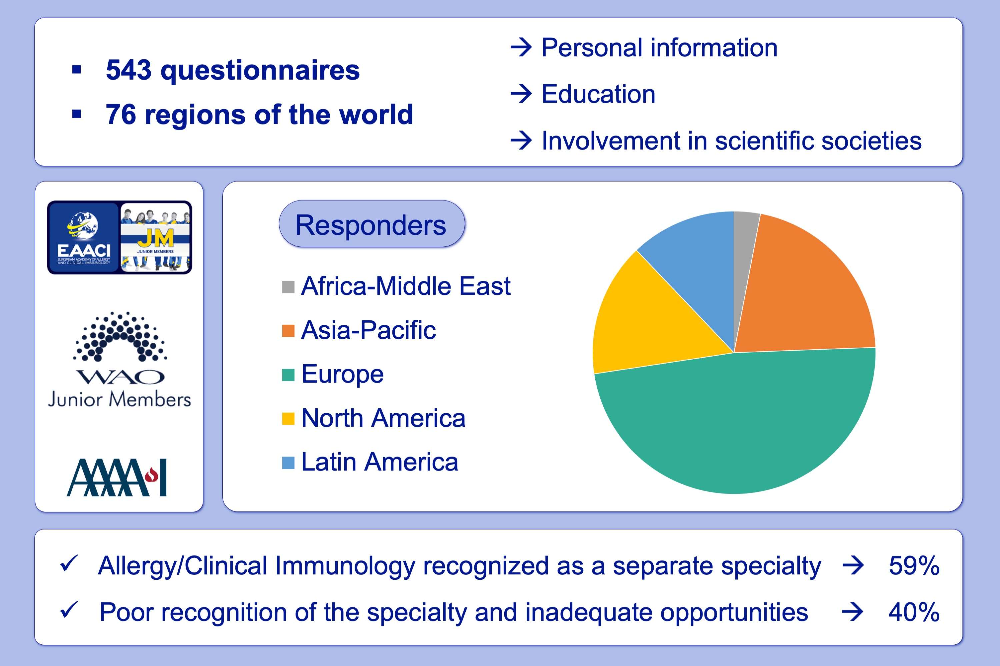 543 questionnaires
76 regions of the world
Personal information
Education
Involvement in scientific societies
EAACI
EUROPEAN ACADEMY OF ALLERGY
AND CLINICAL IMMUNOLOGY
JM
JUNIOR MEMBERS
WAO
Junior Members
AAAAI
Responders
Africa-Middle East
Asia-Pacific
Europe
North America
Latin America
Allergy/Clinical Immunology recognized as a separate specialty → 59%
Poor recognition of the specialty and inadequate opportunities → 40%